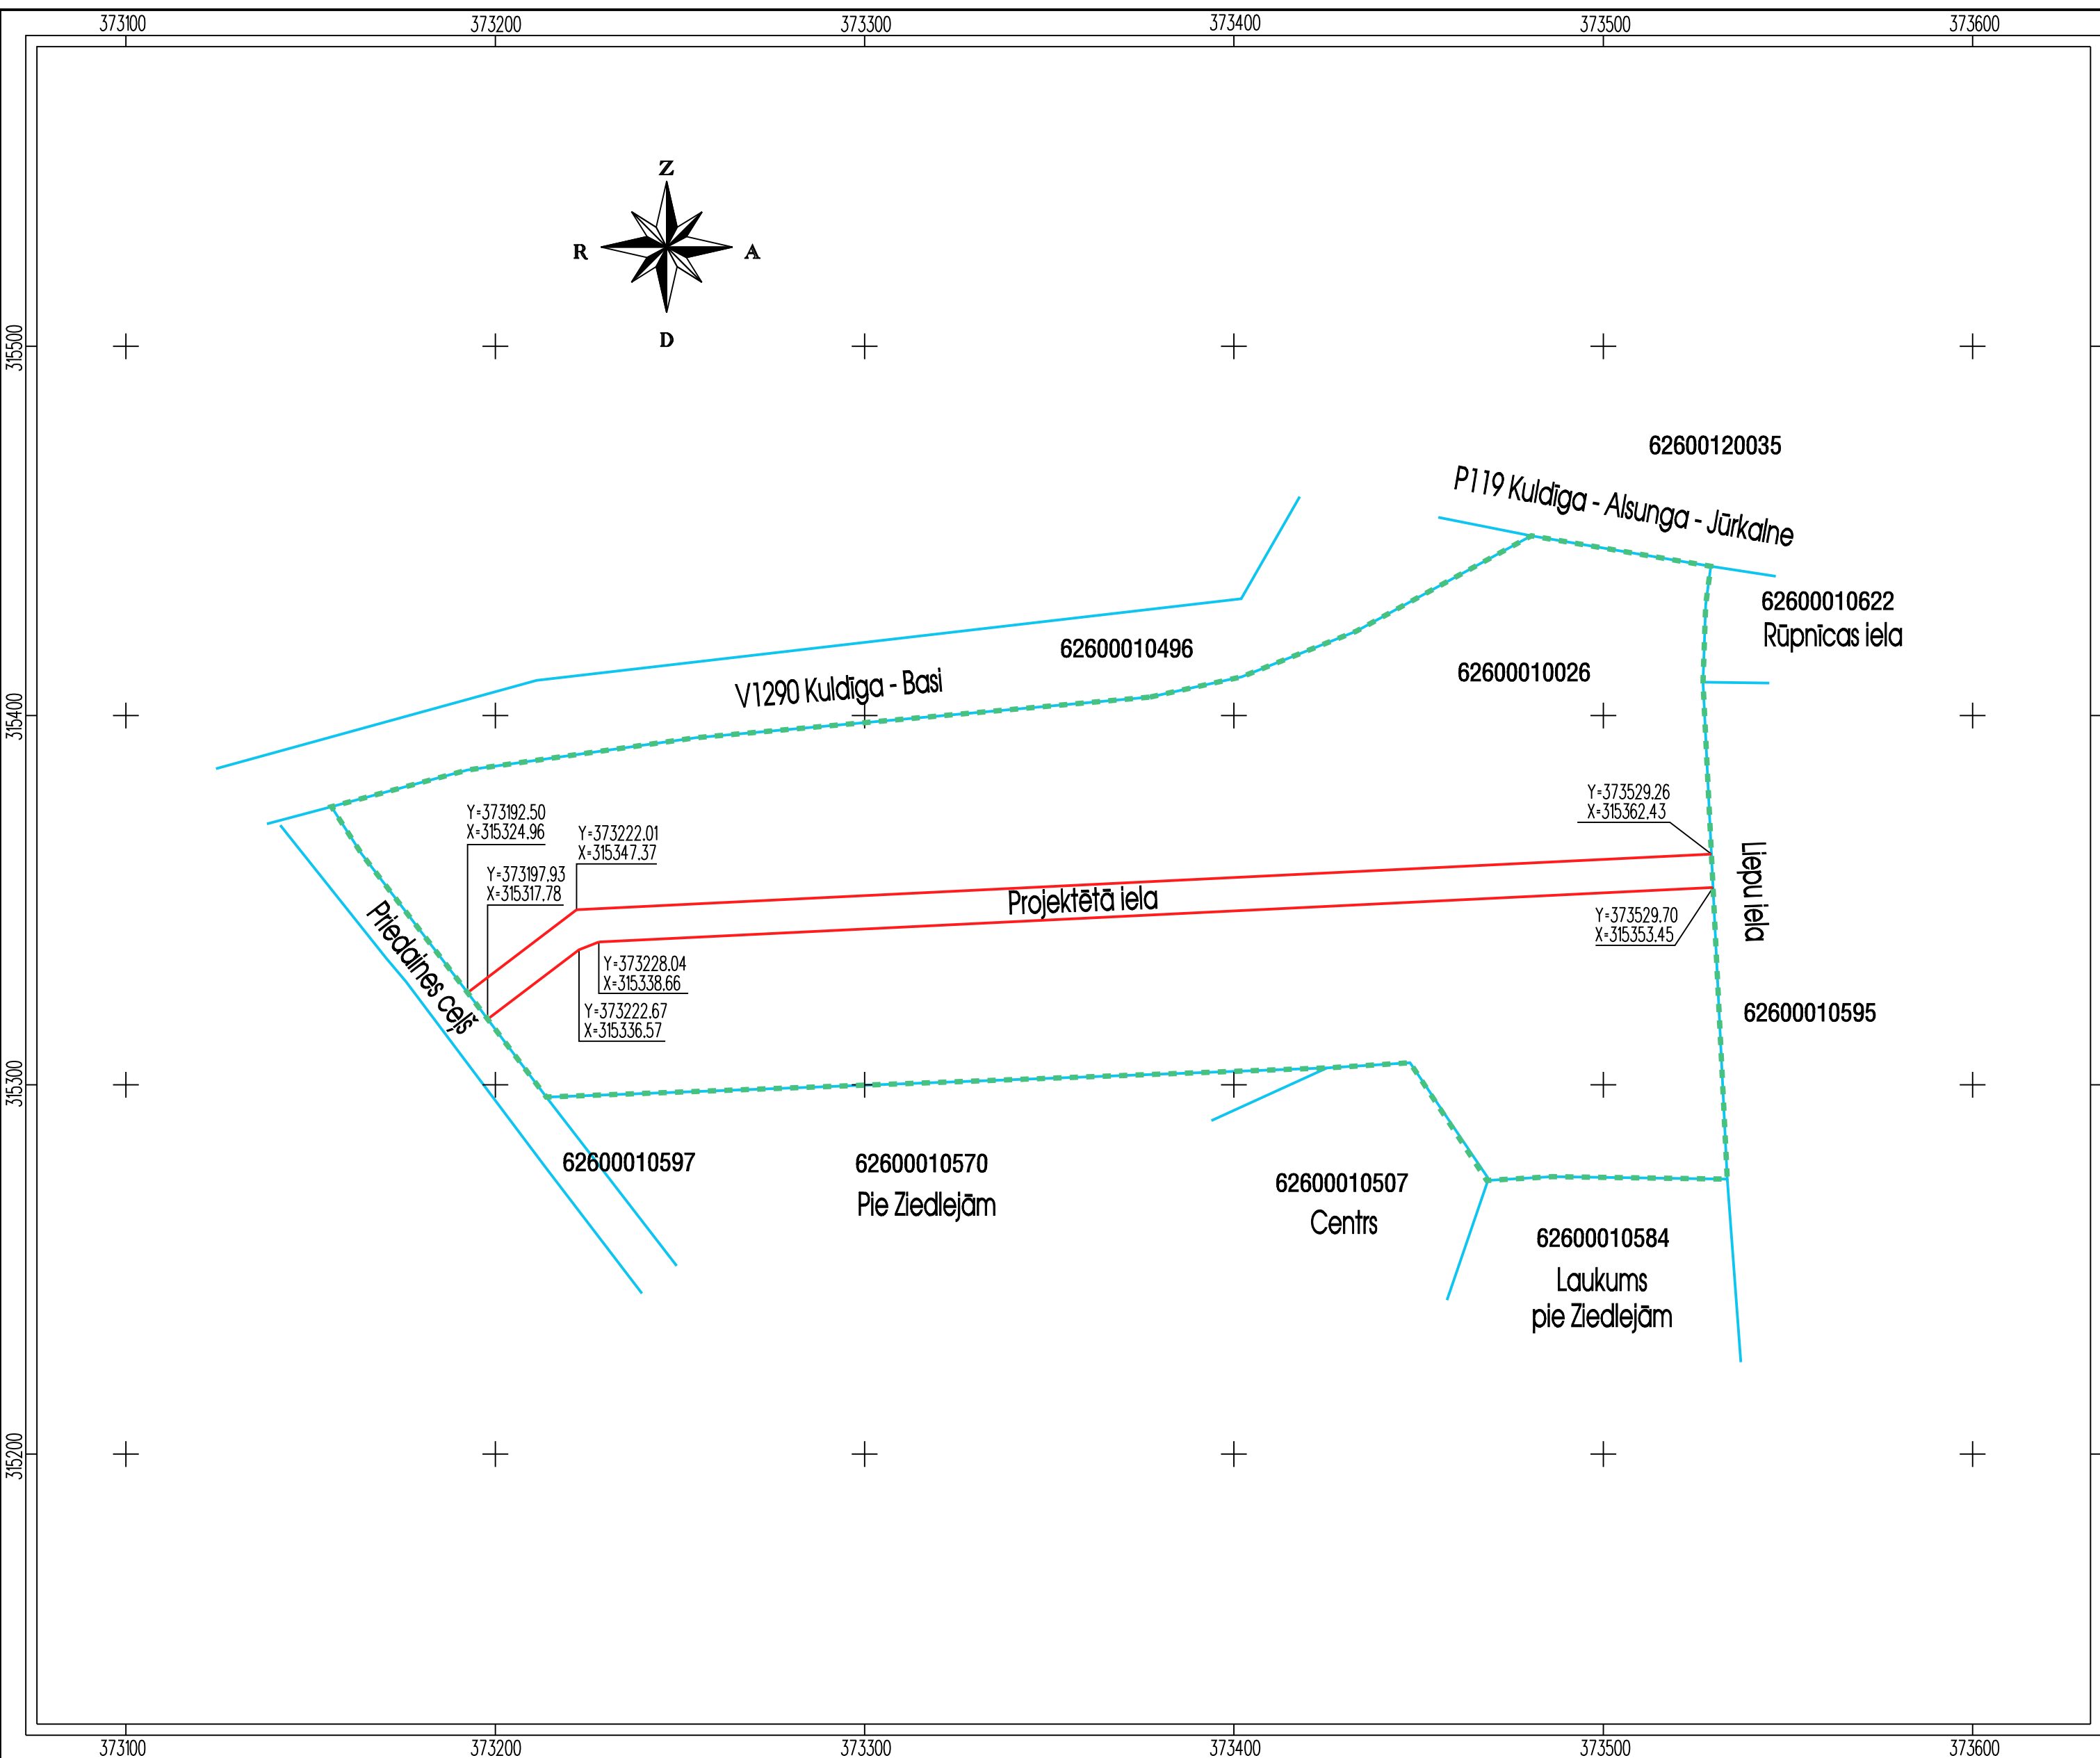 373100 373200 373300 373400 373500 373600
Z
R A
D
315500
62600120035
P119 Kuldīga - Alsunga - Jūrkalne
62600010622
Rūpnīcas iela
62600010496
62600010026
V1290 Kuldīga - Basi
315400
Y=373529.26
X=315362.43
Y=373192.50
X=315324.96
Y=373222.01
X=315347.37
Y=373197.93
X=315317.78
Liepu iela
Projektētā iela
Priedaines ceļš
Y=373529.70
X=315353.45
Y=373228.04
X=315338.66
Y=373222.67
X=315336.57
62600010595
315300
62600010597
62600010570
Pie Ziedlejām
62600010507
Centrs
62600010584
Laukums
pie Ziedlejām
315200
373100 373200 373300 373400 373500 373600